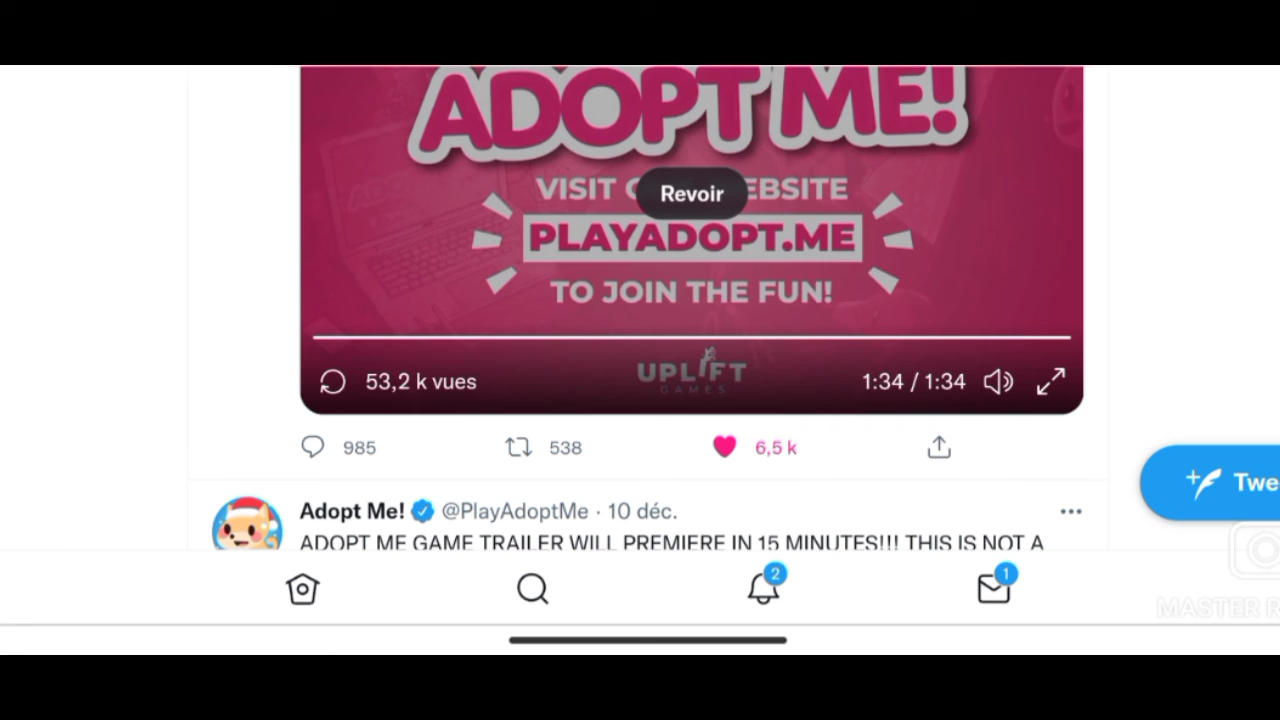 ADOPT ME!
VISIT EBSITE
Revoir
PLAYADOPT.ME
TO JOIN THE FUN!
UPLIFT
GAMES
53,2 k vues
1:34 / 1:34
985 538 6,5 k
Adopt Me! @PlayAdoptMe · 10 déc.
ADOPT ME GAME TRAILER WILL PREMIERE IN 15 MINUTES!!! THIS IS NOT A
Twe
2 1
MASTER R